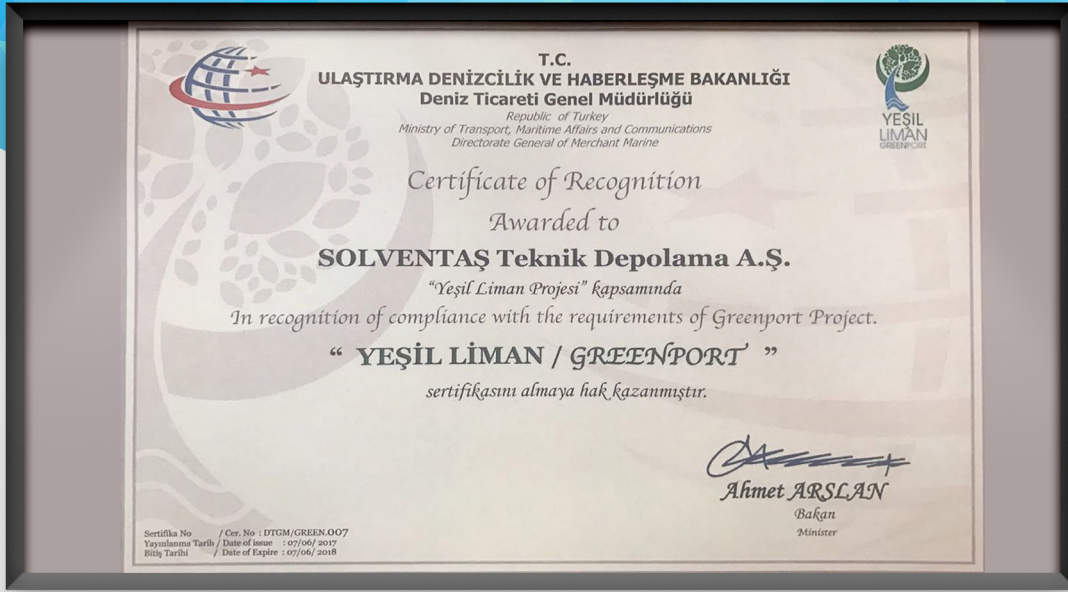 T.C.
ULAŞTIRMA DENİZCİLİK VE HABERLEŞME BAKANLIĞI
Deniz Ticareti Genel Müdürlüğü
Republic of Turkey
Ministry of Transport, Maritime Affairs and Communications
Directorate General of Merchant Marine
YEŞİL
LİMAN
GREENPORT
Certificate of Recognition
Awarded to
SOLVENTAŞ Teknik Depolama A.Ş.
“Yeşil Liman Projesi” kapsamında
In recognition of compliance with the requirements of Greenport Project.
“ YEŞİL LİMAN / GREENPORT ”
sertifikasını almaya hak kazanmıştır.
Ahmet ARSLAN
Bakan
Minister
Sertifika No / Cer. No : DTGM/GREEN.007
Yayınlanma Tarih / Date of issue : 07/06/ 2017
Bitiş Tarihi / Date of Expire : 07/06/ 2018